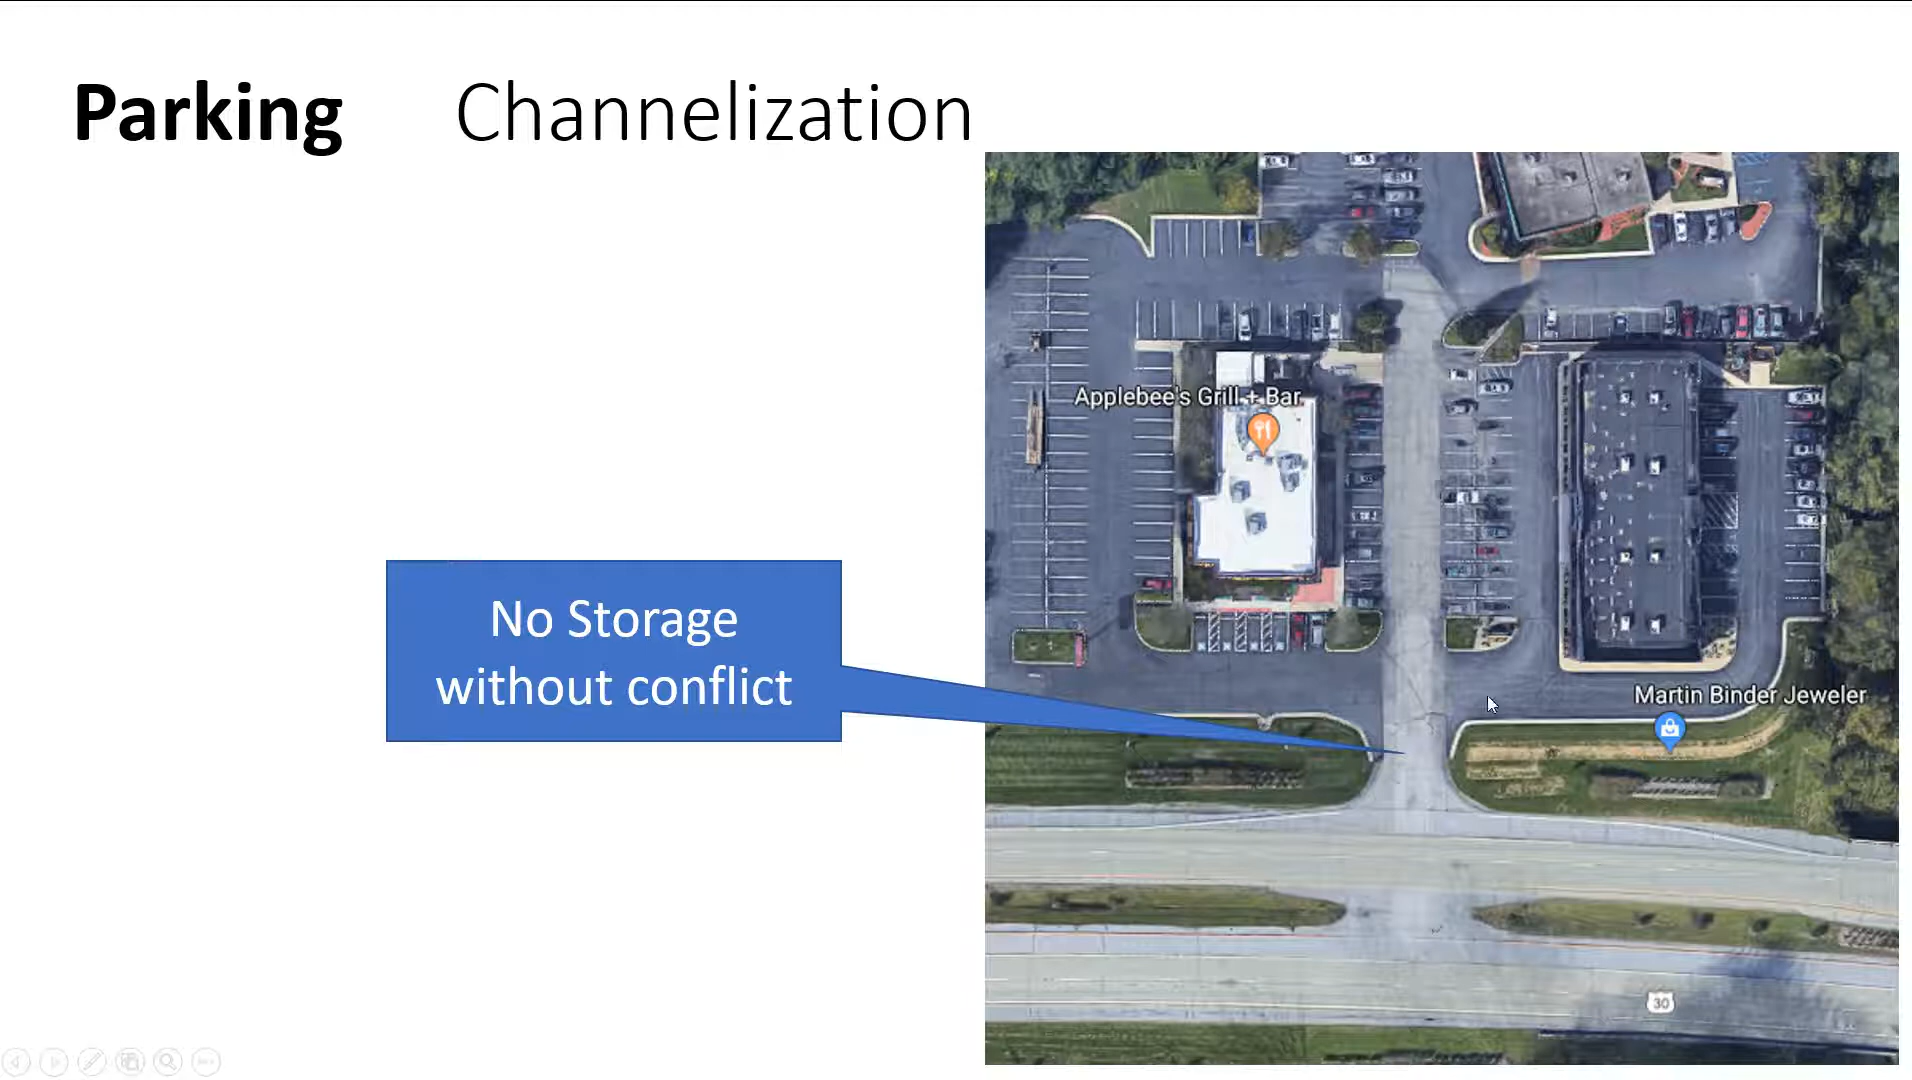 Parking Channelization
Applebee's Grill + Bar
No Storage
without conflict
Martin Binder Jeweler
30